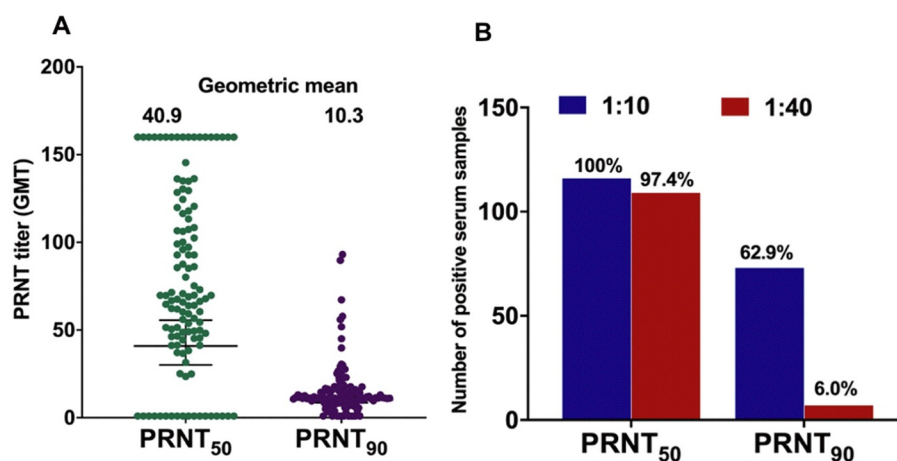 A
Geometric mean
40.9 10.3
PRNT titer (GMT)
200
150
100
50
0
PRNT50 PRNT90
B
1:10 1:40
Number of positive serum samples
150
100
50
0
100% 97.4%
62.9% 6.0%
PRNT50 PRNT90